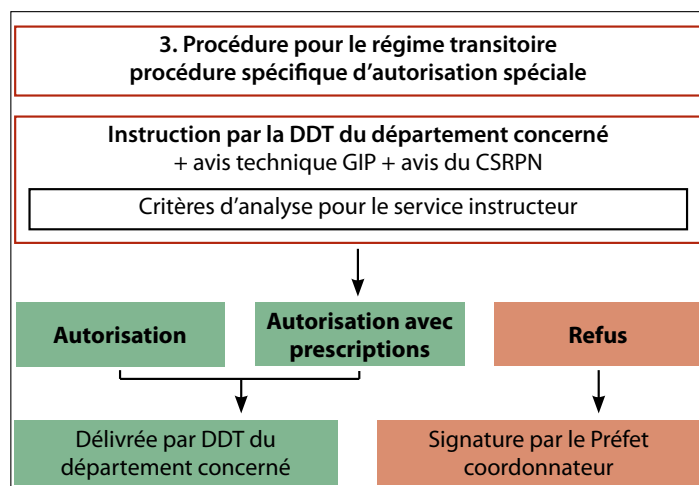 3. Procédure pour le régime transitoire
procédure spécifique d'autorisation spéciale
Instruction par la DDT du département concerné
+ avis technique GIP + avis du CSRPN
Critères d'analyse pour le service instructeur
Autorisation
Autorisation avec
prescriptions
Refus
Délivrée par DDT du
département concerné
Signature par le Préfet
coordonnateur